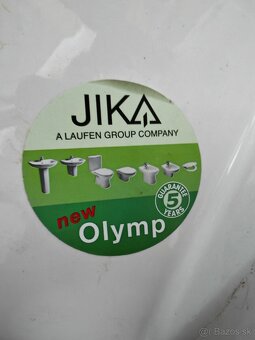 JIKA
A LAUFEN GROUP COMPANY
GUARANTEE
5
YEARS
new
Olymp
bazos.sk